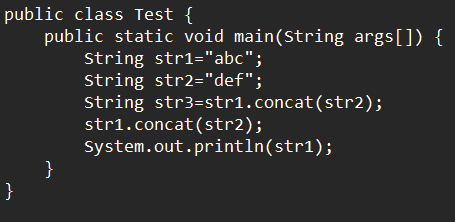 public class Test {
    public static void main(String args[]) {
        String str1="abc";
        String str2="def";
        String str3=str1.concat(str2);
        str1.concat(str2);
        System.out.println(str1);
    }
}